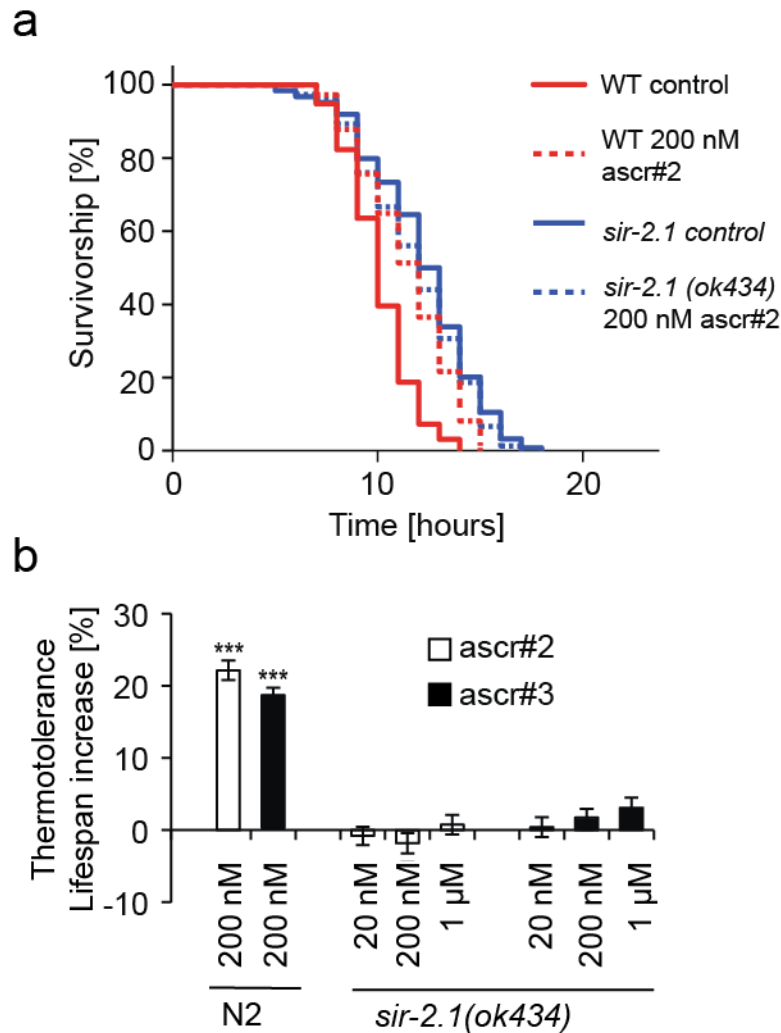 a
100
80
60
40
20
0
Survivorship [%]
0
10
20
Time [hours]
WT control
WT 200 nM
ascr#2
sir-2.1 control
sir-2.1 (ok434)
200 nM ascr#2
b
30
20
10
0
-10
Thermotolerance
Lifespan increase [%]
***
***
ascr#2
ascr#3
200 nM
200 nM
20 nM
200 nM
1 µM
20 nM
200 nM
1 µM
N2
sir-2.1(ok434)